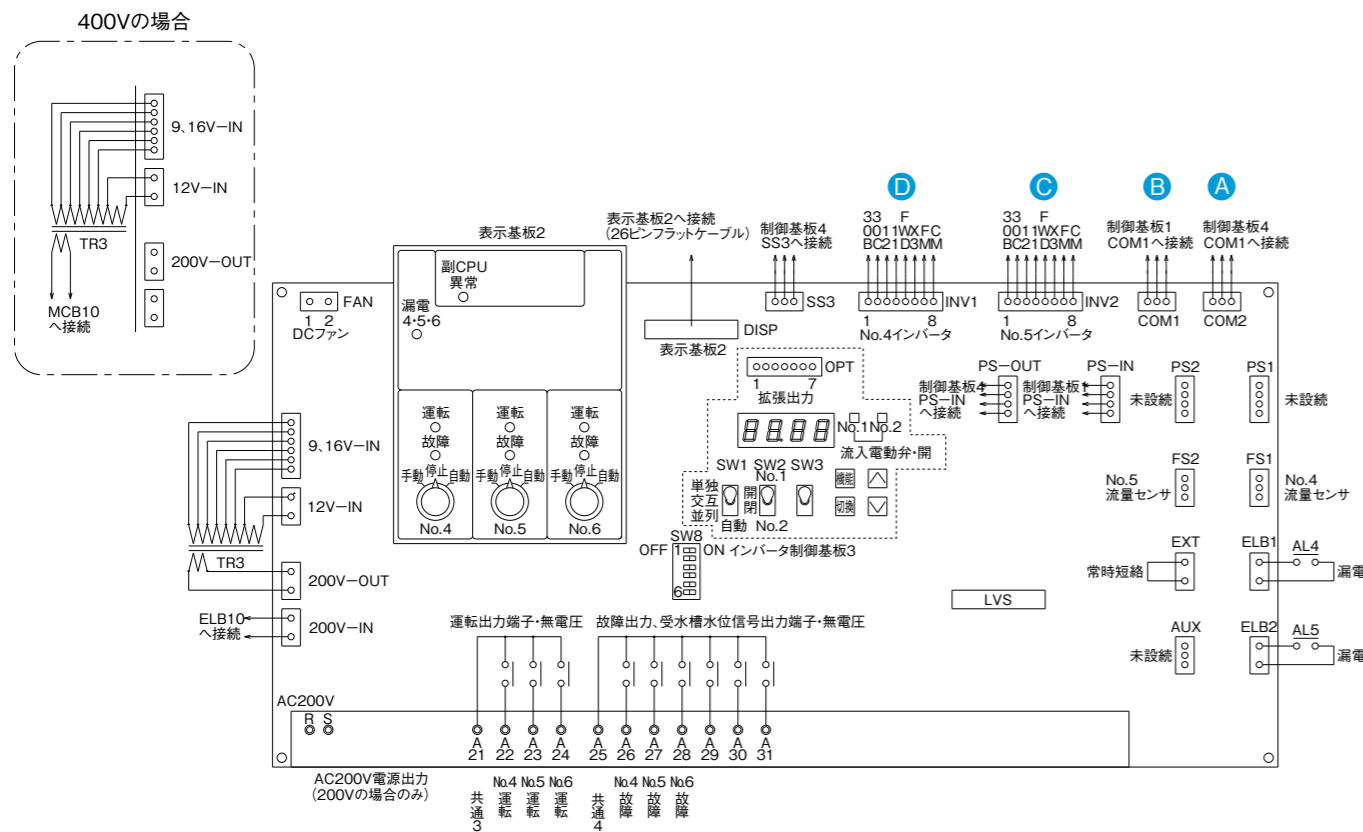 400Vの場合
9、16V−IN
12V−IN
TR3
200V−OUT
MCB10
へ接続
D
C
B
A
表示基板2へ接続
(26ピンフラットケーブル)
制御基板4
SS3へ接続
33 F
0011WXFC
BC21D3MM
33 F
0011WXFC
BC21D3MM
制御基板1
COM1へ接続
制御基板4
COM1へ接続
表示基板2
副CPU
異常
漏電
4・5・6
FAN
1 2
DCファン
SS3
INV1
1 8
No.4インバータ
INV2
1 8
No.5インバータ
COM1
COM2
DISP
表示基板2
OPT
1 7
拡張出力
PS−OUT
制御基板4
PS−IN
へ接続
PS−IN
制御基板1
PS−IN
へ接続
PS2
未設続
PS1
未設続
運転
故障
手動 停止 自動
No.4
運転
故障
手動 停止 自動
No.5
運転
故障
手動 停止 自動
No.6
88.88
No.1 No.2
流入電動弁・開
SW1 SW2 SW3
No.1
単独
交互
並列
開
閉
自動 No.2
機能
切換
FS2
No.5
流量センサ
FS1
No.4
流量センサ
9、16V−IN
12V−IN
TR3
200V−OUT
ELB10
へ接続
200V−IN
SW8
OFF 1 ON インバータ制御基板3
6
EXT
常時短絡
ELB1
AL4
漏電
LVS
AUX
未設続
ELB2
AL5
漏電
運転出力端子・無電圧
故障出力、受水槽水位信号出力端子・無電圧
AC200V
R S
A21 A22 A23 A24 A25 A26 A27 A28 A29 A30 A31
AC200V電源出力
(200Vの場合のみ)
共通3
No.4運転
No.5運転
No.6運転
共通4
No.4故障
No.5故障
No.6故障